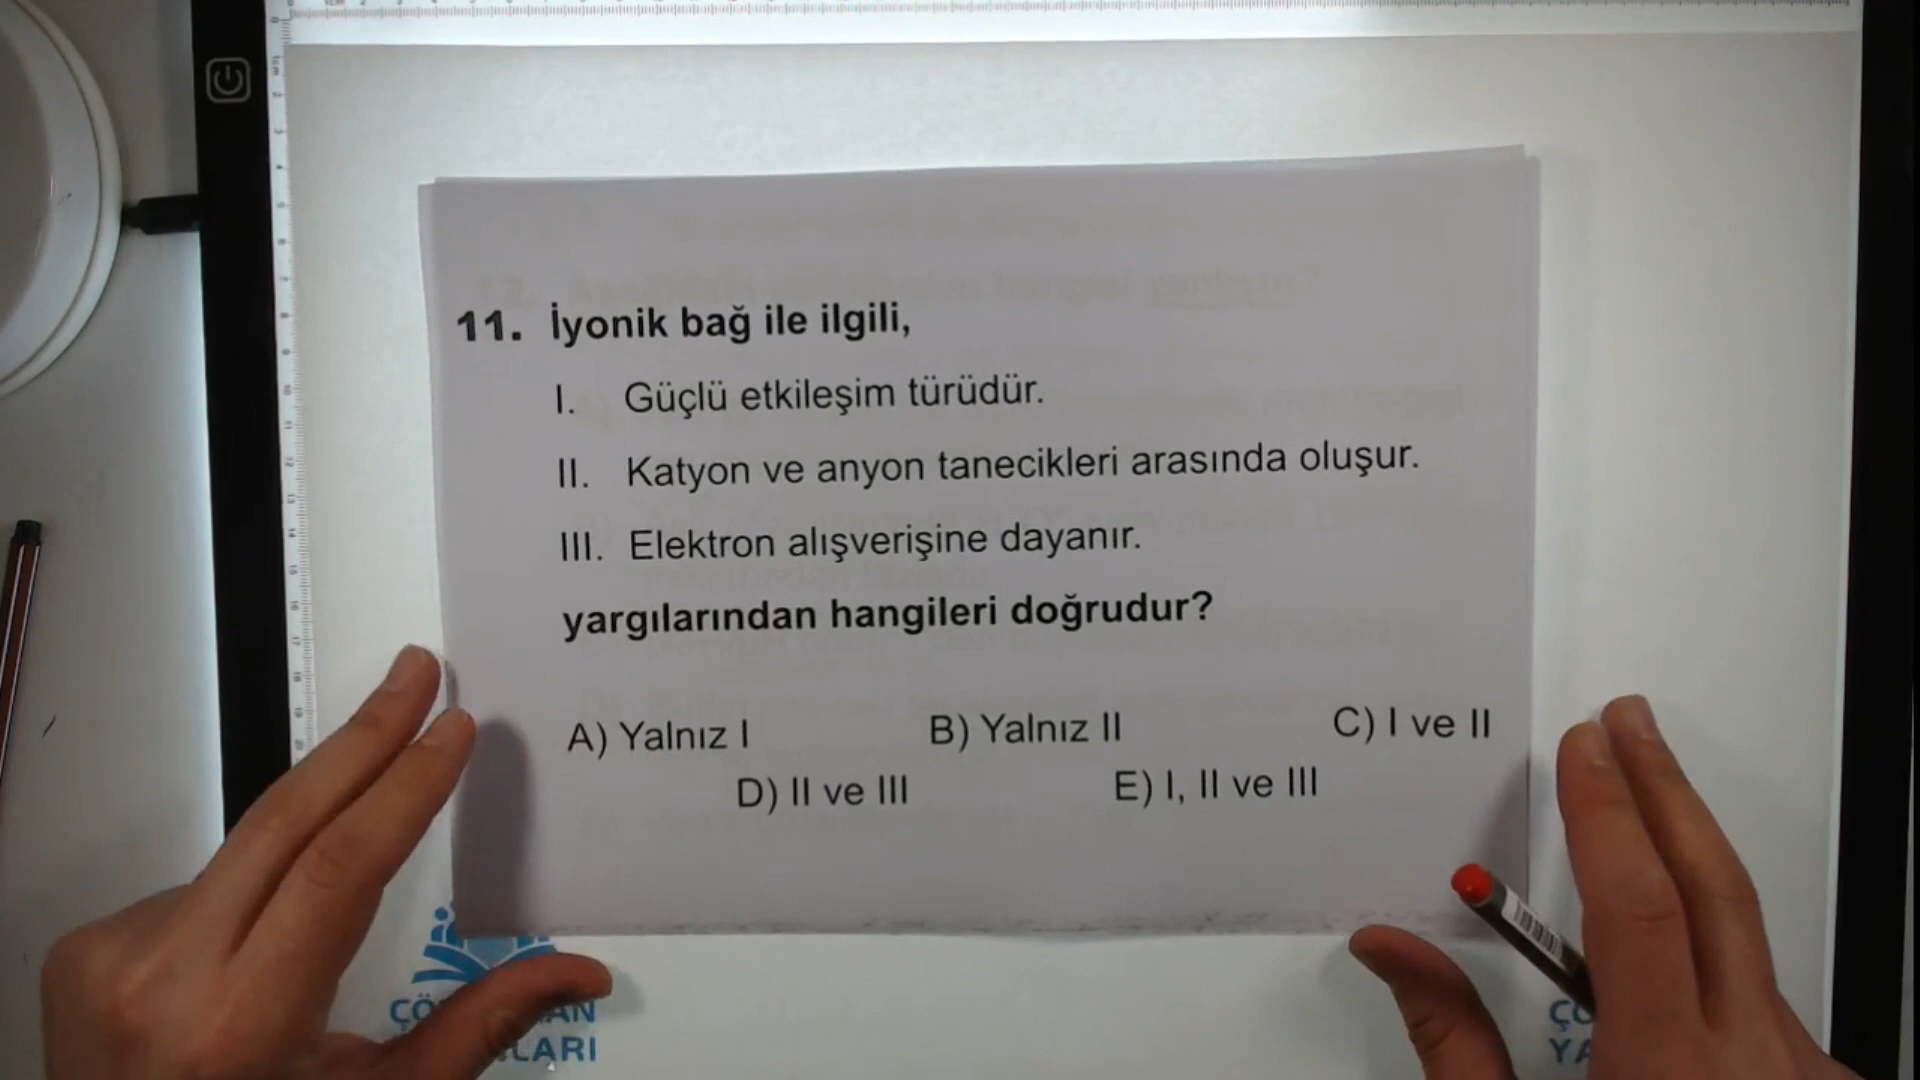 11. İyonik bağ ile ilgili,
I. Güçlü etkileşim türüdür.
II. Katyon ve anyon tanecikleri arasında oluşur.
III. Elektron alışverişine dayanır.
yargılarından hangileri doğrudur?
A) Yalnız I B) Yalnız II C) I ve II
D) II ve III E) I, II ve III